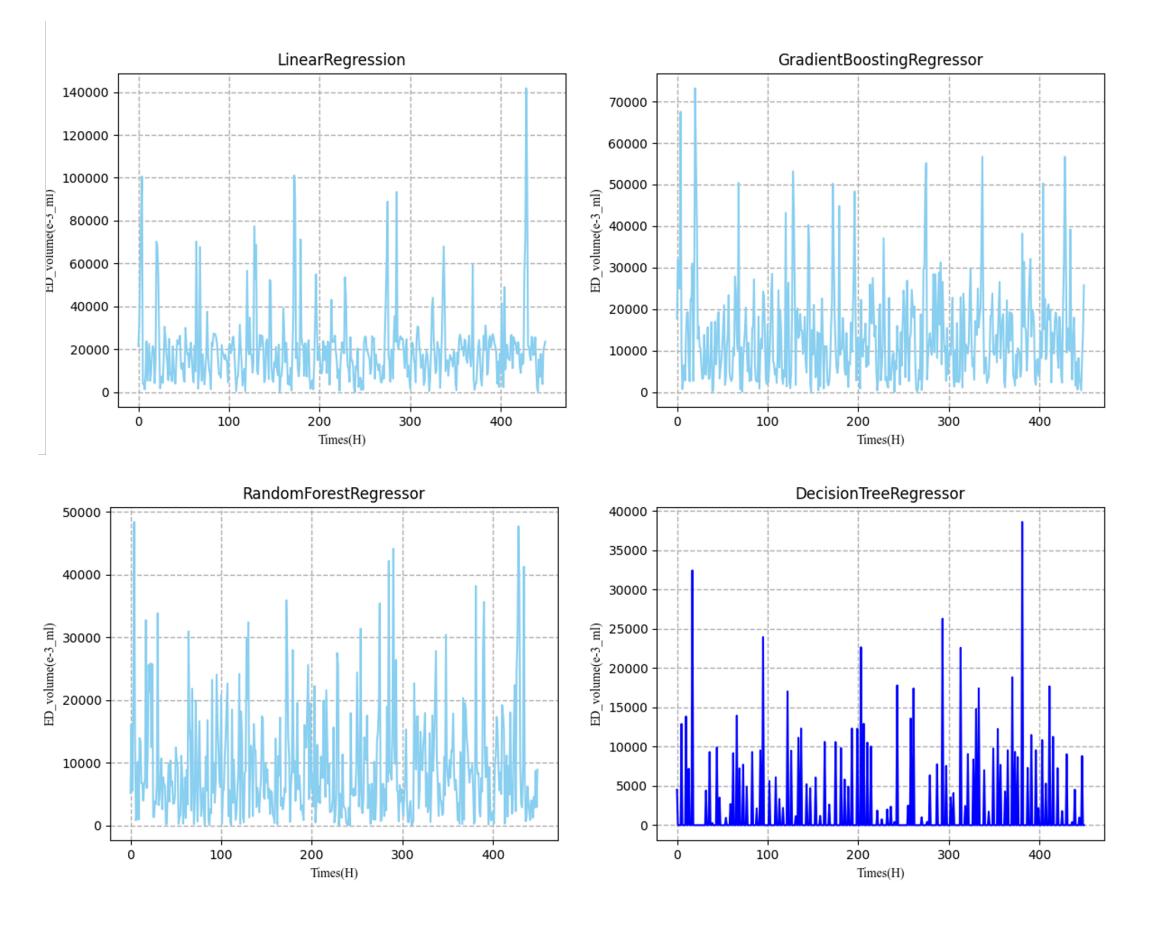 LinearRegression
140000
120000
100000
80000
60000
40000
20000
0
ED_volume(e-3_ml)
0 100 200 300 400
Times(H)
GradientBoostingRegressor
70000
60000
50000
40000
30000
20000
10000
0
ED_volume(e-3_ml)
0 100 200 300 400
Times(H)
RandomForestRegressor
50000
40000
30000
20000
10000
0
ED_volume(e-3_ml)
0 100 200 300 400
Times(H)
DecisionTreeRegressor
40000
35000
30000
25000
20000
15000
10000
5000
0
ED_volume(e-3_ml)
0 100 200 300 400
Times(H)